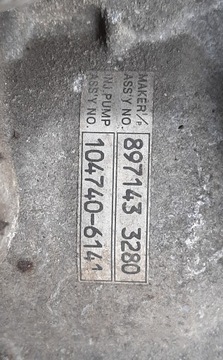 MAKER/P
ASS'Y NO.
897143 3280
INJ.PUMP
ASS'Y NO.
104740-6141